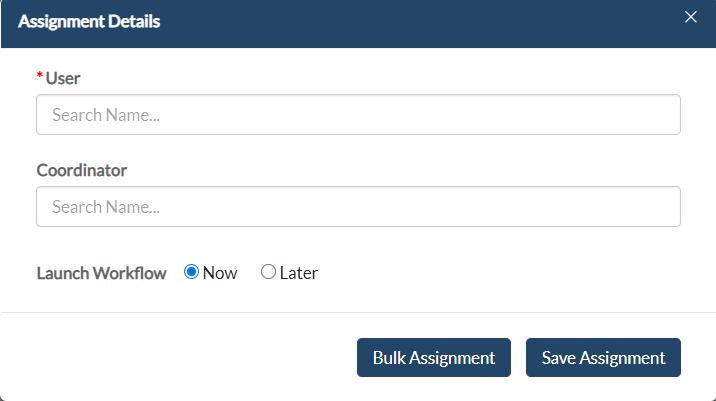 Assignment Details
*User
Search Name...
Coordinator
Search Name...
Launch Workflow Now Later
Bulk Assignment Save Assignment